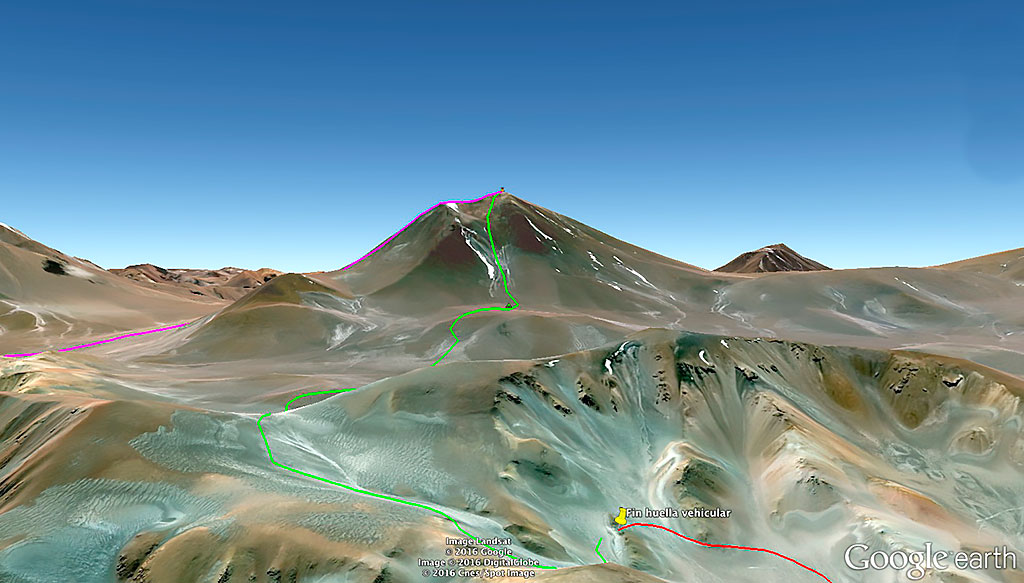 Fin huella vehicular
Image Landsat
© 2016 Google
Image © 2016 DigitalGlobe
© 2016 Cnes/Spot Image
Google earth